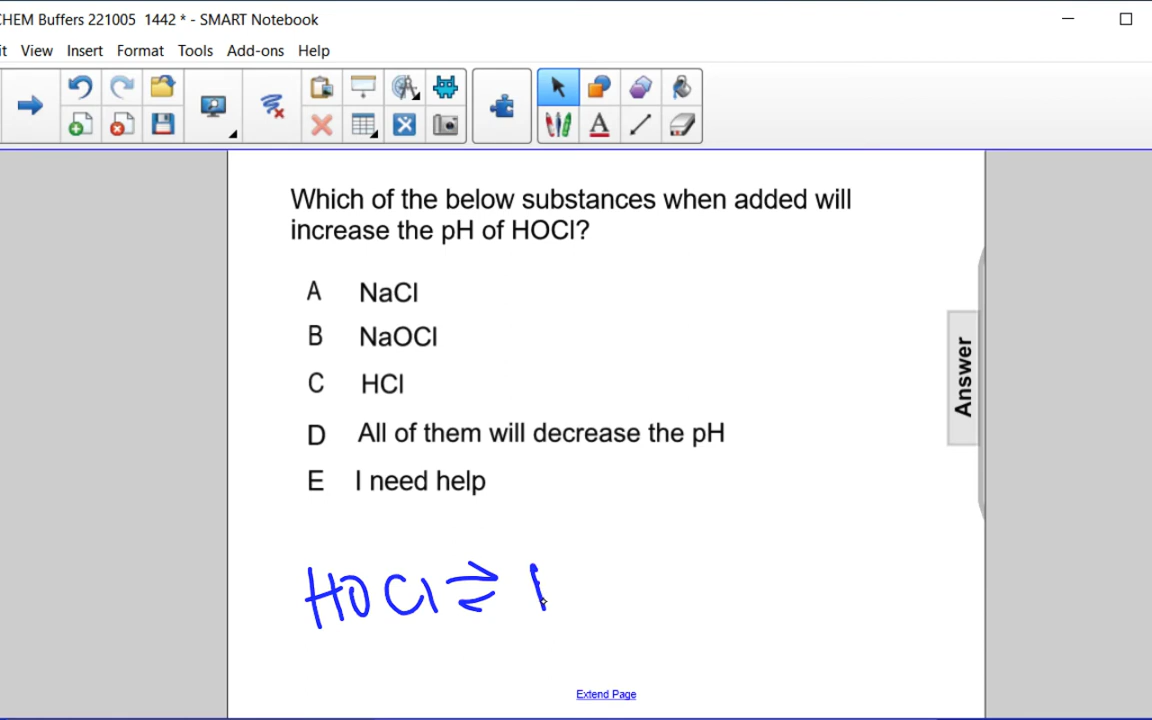 CHEM Buffers 221005 1442 * - SMART Notebook
it View Insert Format Tools Add-ons Help
Which of the below substances when added will
increase the pH of HOCl?
A NaCl
B NaOCl
C HCl
D All of them will decrease the pH
E I need help
Answer
HOCl ⇌
Extend Page